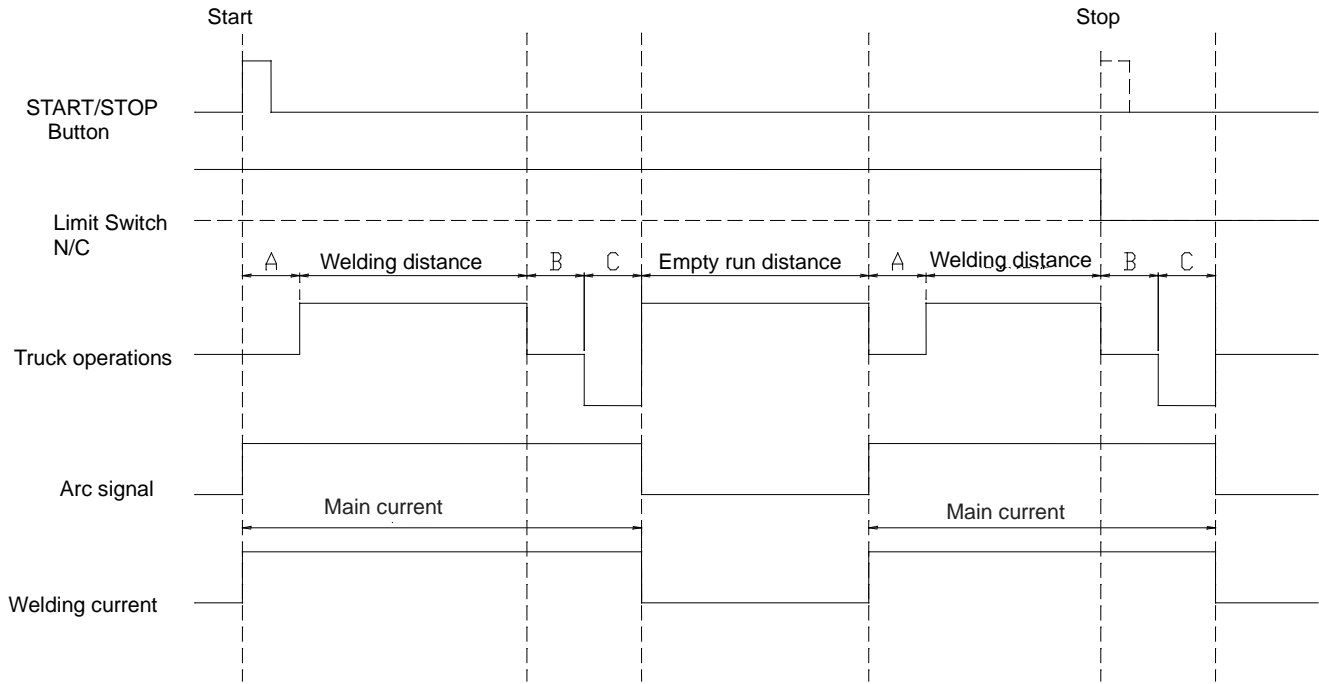 Start
Stop
START/STOP
Button
Limit Switch
N/C
A
Welding distance
B
C
Empty run distance
A
Welding distance
B
C
Truck operations
Arc signal
Main current
Main current
Welding current